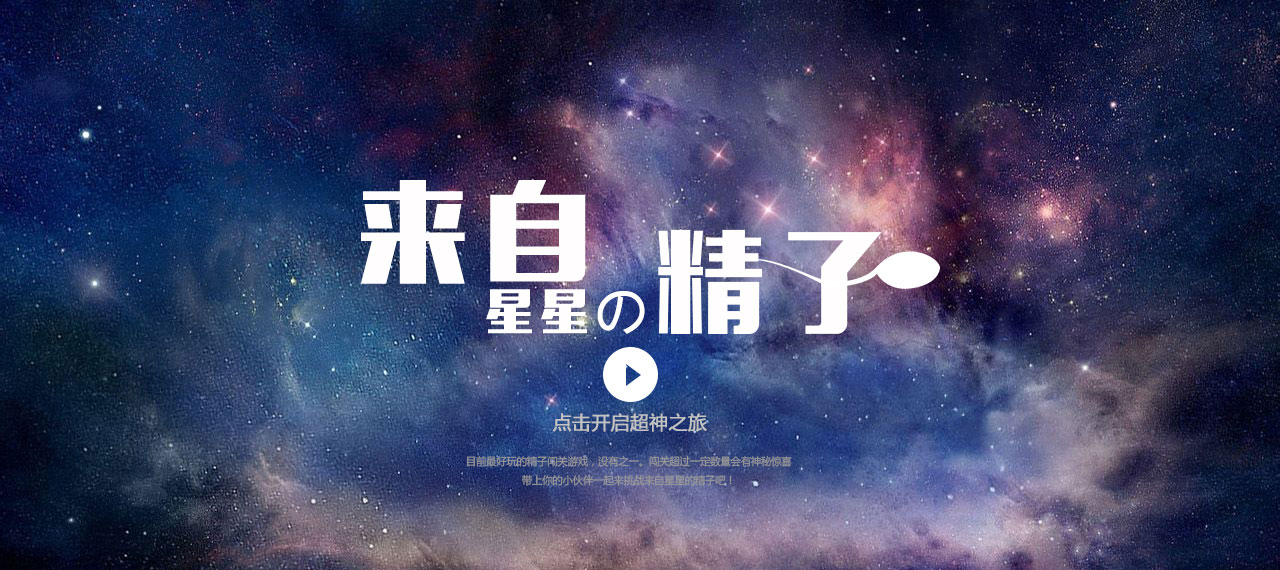 来自星星の精子
点击开启超神之旅
目前最好玩的精子闯关游戏，没有之一。闯关超过一定数量会有神秘惊喜
带上你的小伙伴一起来挑战来自星星的精子吧！